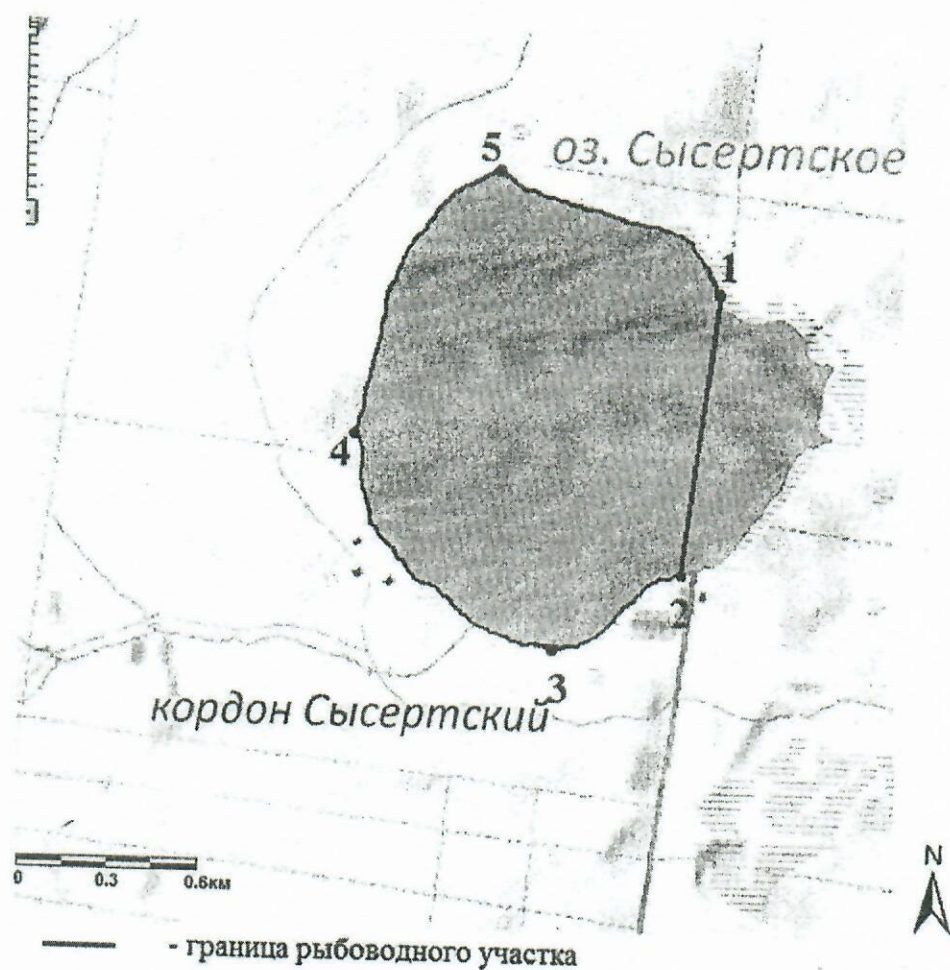 5 оз. Сысертское
1
4
2
3
кордон Сысертский
0 0.3 0.6км
N
- граница рыбоводного участка